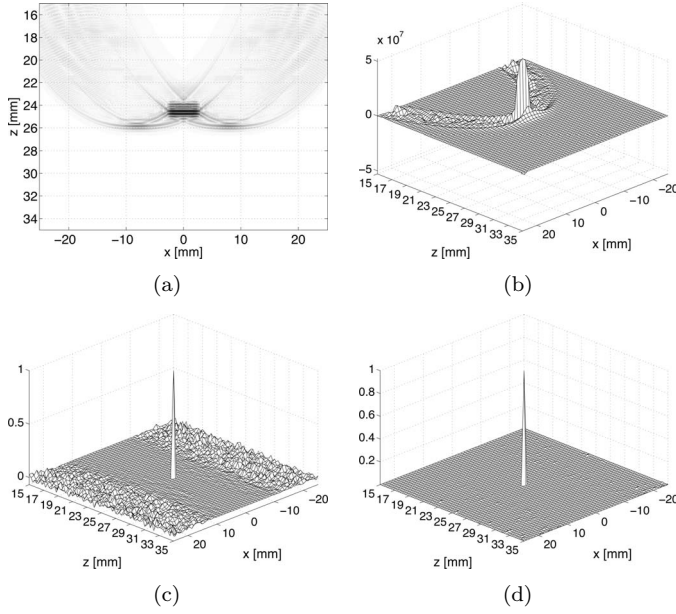 15
18
20
22
24
26
28
30
32
34
z [mm]
−20 −10 0 10 20
x [mm]
(a)
× 10⁷
5
0
−5
15 17 19 21 23 25 27 29 31 33 35
z [mm]
20 10 0 −10 −20
x [mm]
(b)
1
0.5
0
15 17 19 21 23 25 27 29 31 33 35
z [mm]
20 10 0 −10 −20
x [mm]
(c)
1
0.8
0.6
0.4
0.2
15 17 19 21 23 25 27 29 31 33 35
z [mm]
20 10 0 −10 −20
x [mm]
(d)